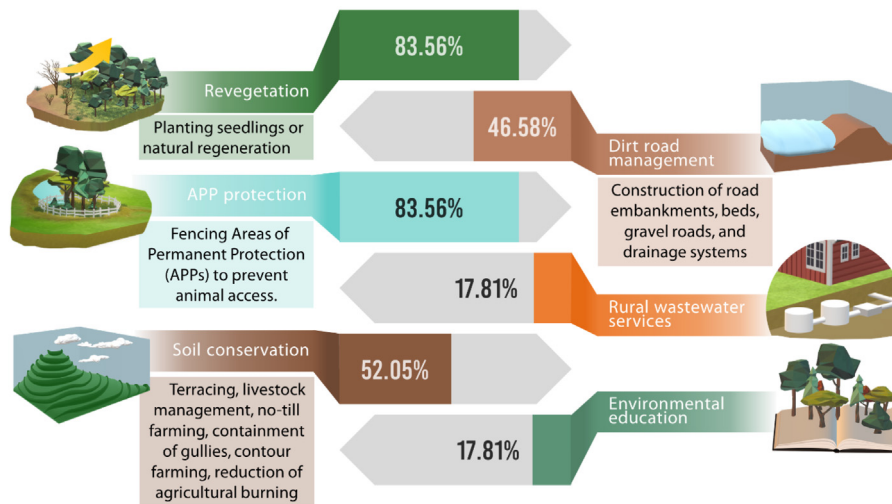 83.56%
Revegetation
Planting seedlings or
natural regeneration
46.58%
Dirt road
management
Construction of road
embankments, beds,
gravel roads, and
drainage systems
APP protection
83.56%
Fencing Areas of
Permanent Protection
(APPs) to prevent
animal access.
17.81%
Rural wastewater
services
Soil conservation
52.05%
Terracing, livestock
management, no-till
farming, containment
of gullies, contour
farming, reduction of
agricultural burning
Environmental
education
17.81%